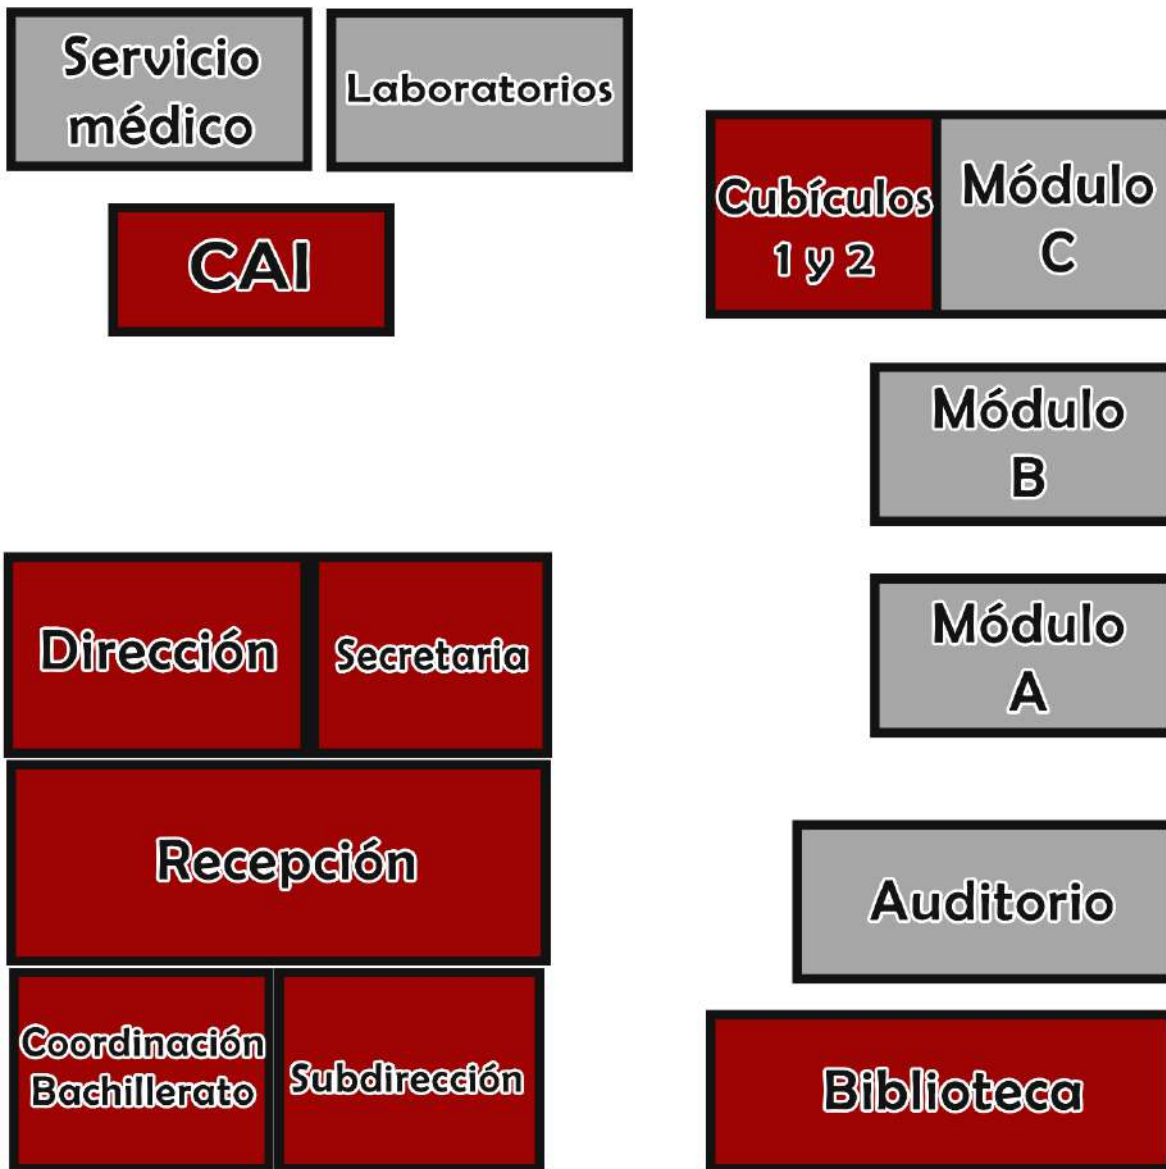 Servicio
médico
Laboratorios
Cubículos
1 y 2
Módulo
C
CAI
Módulo
B
Dirección
Secretaria
Módulo
A
Recepción
Auditorio
Coordinación
Bachillerato
Subdirección
Biblioteca